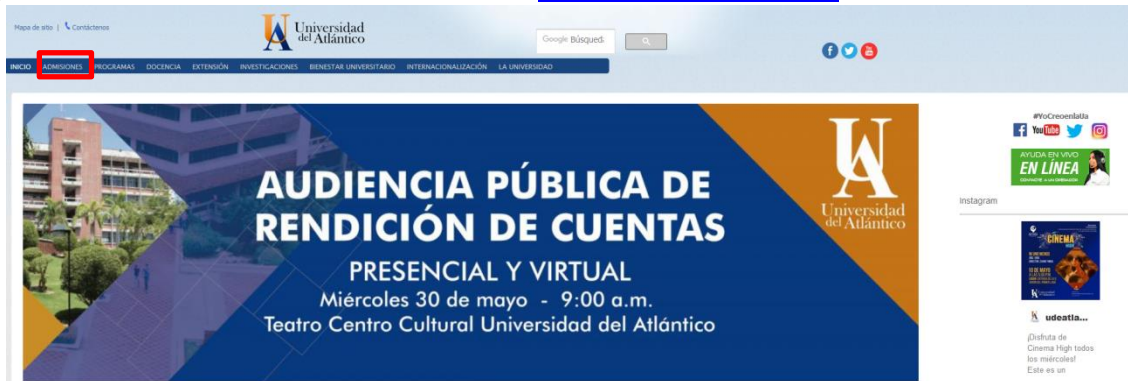 Mapa de sitio | Contáctenos
Universidad
del Atlántico
Google Búsqued
INICIO ADMISIONES PROGRAMAS DOCENCIA EXTENSIÓN INVESTIGACIONES BIENESTAR UNIVERSITARIO INTERNACIONALIZACIÓN LA UNIVERSIDAD
AUDIENCIA PÚBLICA DE
RENDICIÓN DE CUENTAS
PRESENCIAL Y VIRTUAL
Miércoles 30 de mayo - 9:00 a.m.
Teatro Centro Cultural Universidad del Atlántico
Universidad
del Atlántico
#YoCreoenlaUa
YouTube
AYUDA EN VIVO
EN LÍNEA
Instagram
CINEMA
udeatla...
¡Disfruta de
Cinema High todos
los miércoles!
Este es un